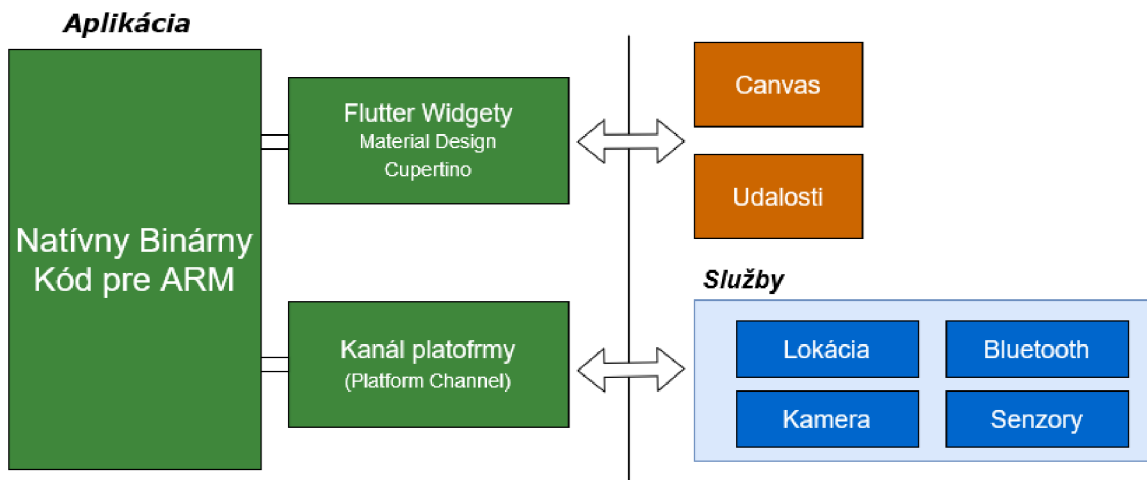 Aplikácia
Natívny Binárny
Kód pre ARM
Flutter Widgety
Material Design
Cupertino
Kanál platofrmy
(Platform Channel)
Canvas
Udalosti
Služby
Lokácia
Bluetooth
Kamera
Senzory